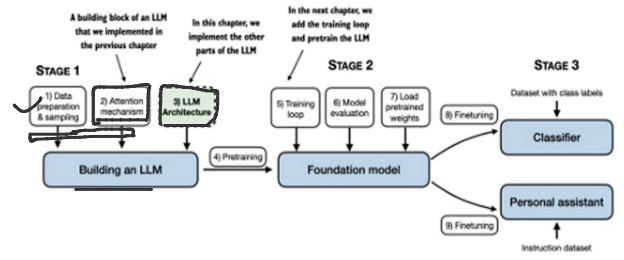 A building block of an LLM
that we implemented in
the previous chapter
In this chapter, we
implement the other
parts of the LLM
In the next chapter, we
add the training loop
and pretrain the LLM
STAGE 1
STAGE 2
STAGE 3
1) Data
preparation
& sampling
2) Attention
mechanism
3) LLM
Architecture
5) Training
loop
6) Model
evaluation
7) Load
pretrained
weights
Dataset with class labels
8) Finetuning
Classifier
Building an LLM
4) Pretraining
Foundation model
Personal assistant
9) Finetuning
Instruction dataset